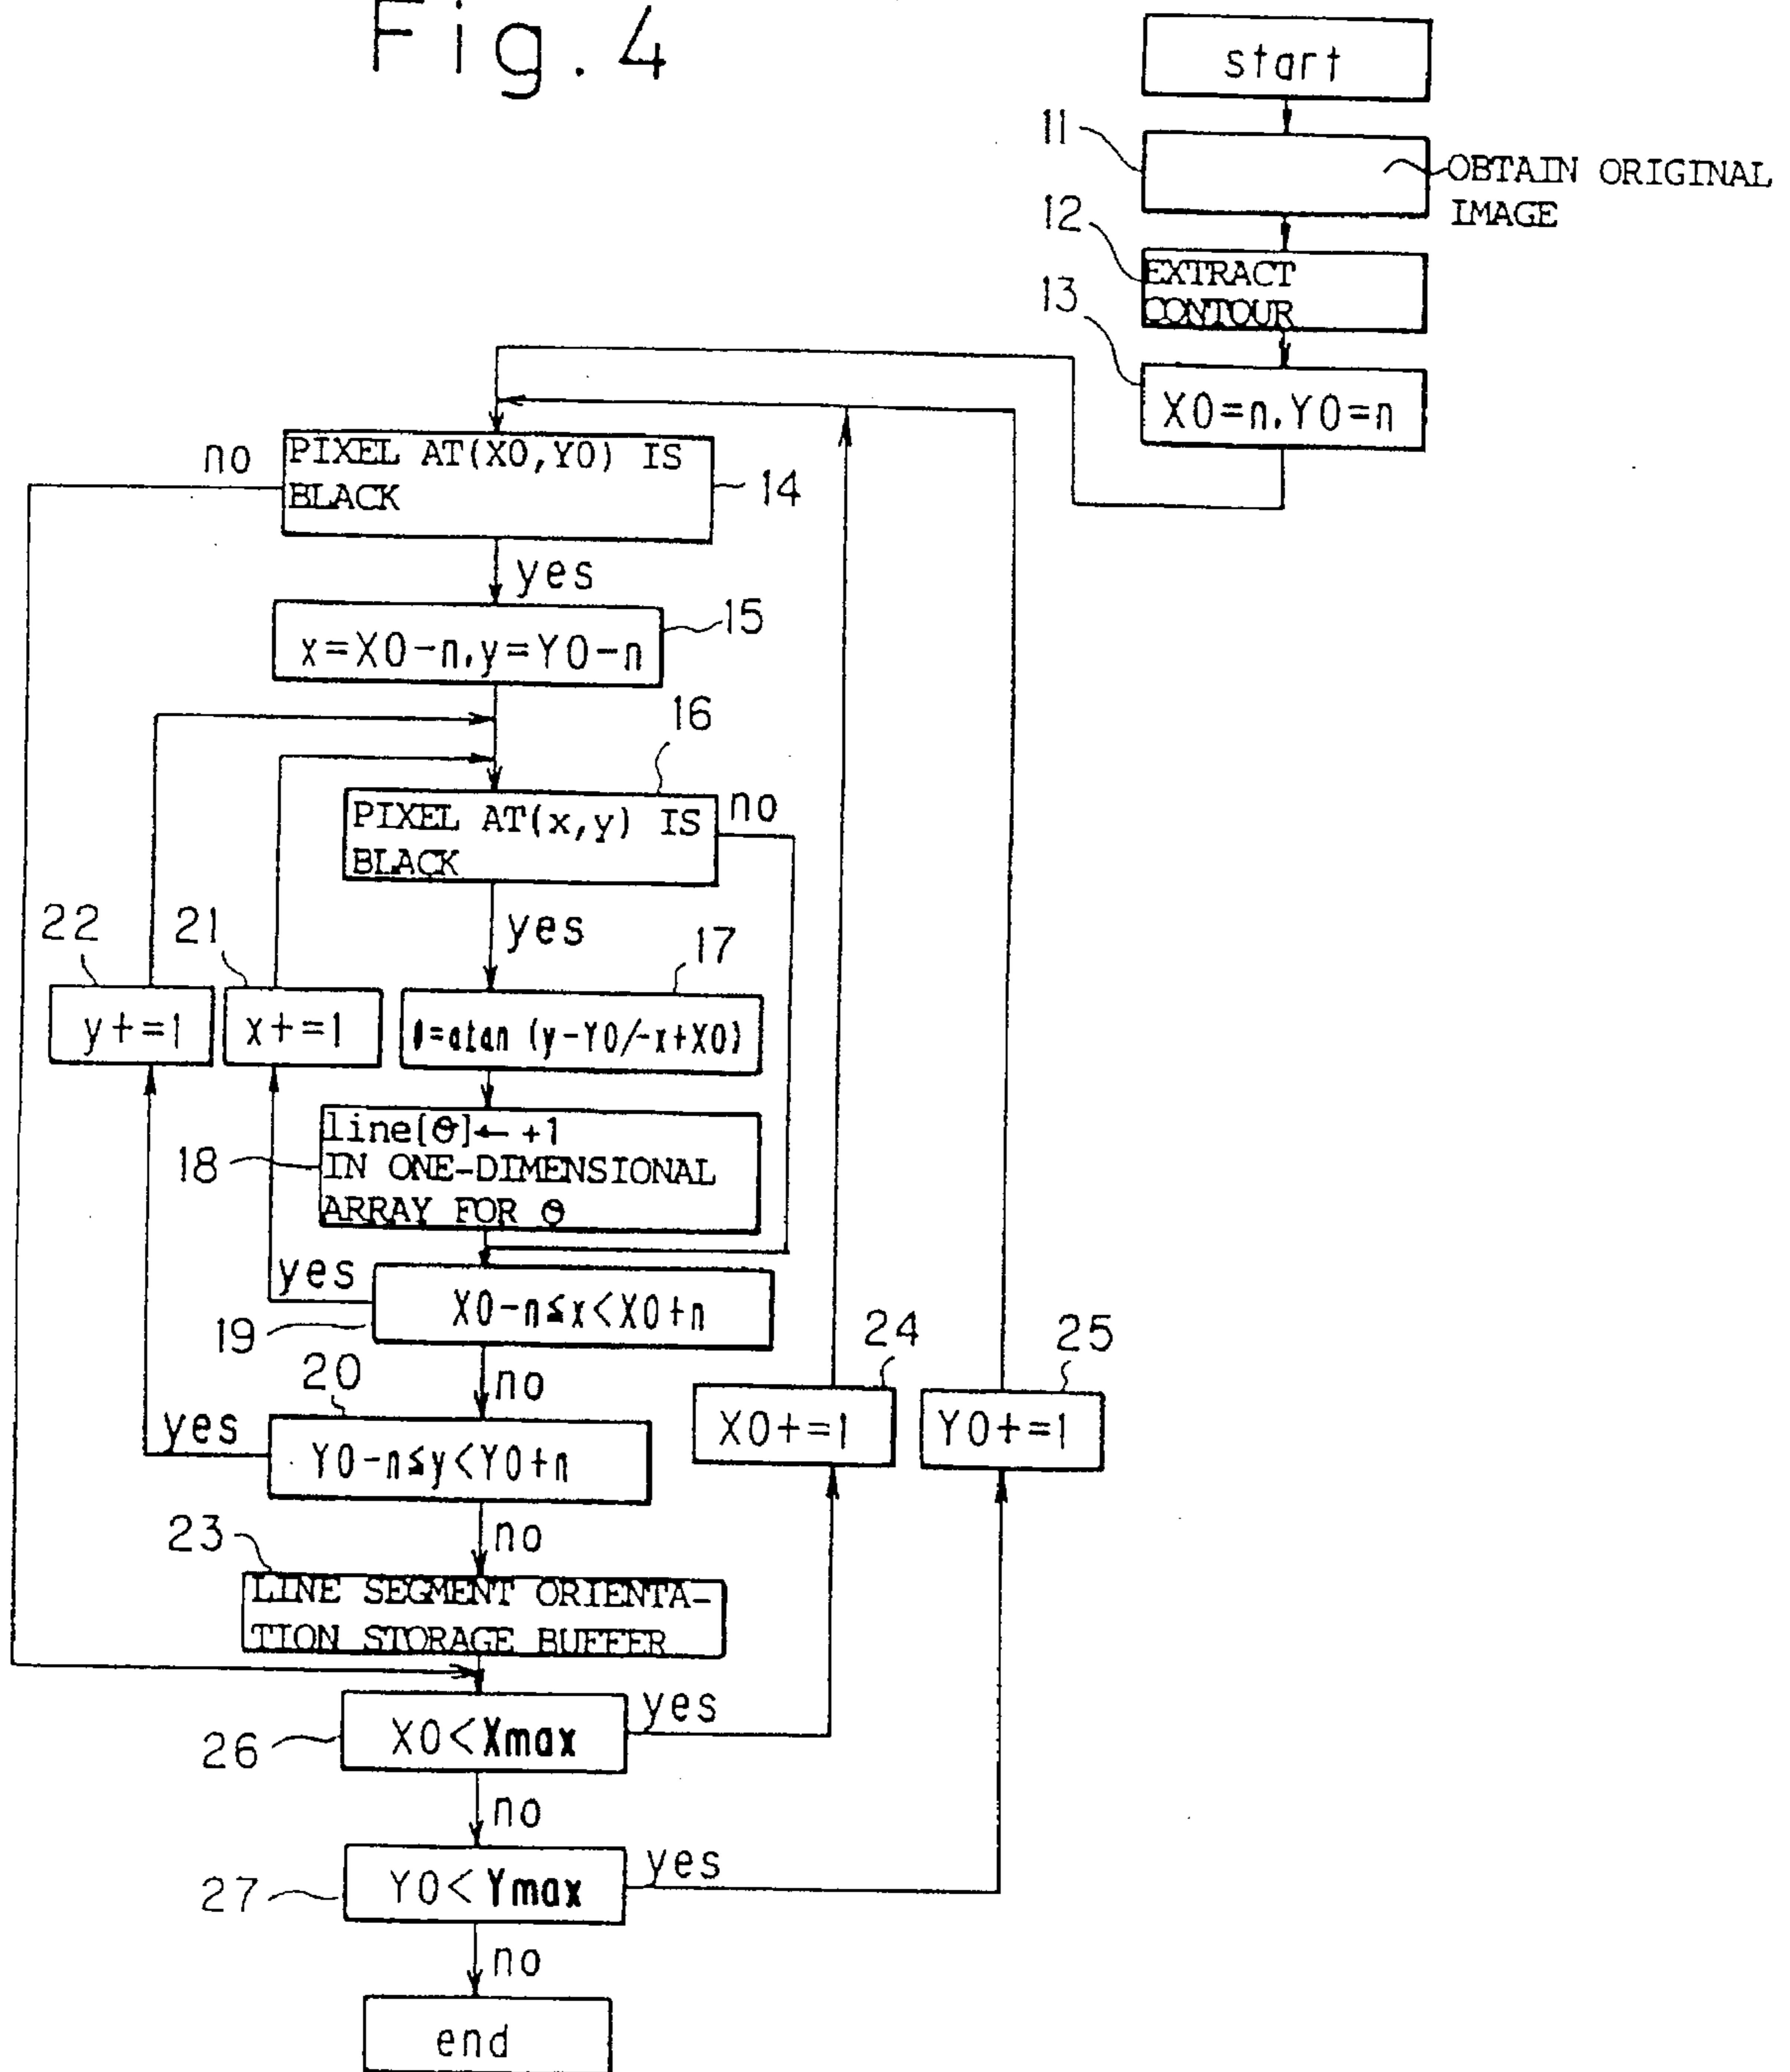 Fig. 4
start
11
OBTAIN ORIGINAL
IMAGE
12
EXTRACT
CONTOUR
13
X0=n,Y0=n
no
PIXEL AT(X0,Y0) IS
BLACK
14
yes
15
x=X0-n,y=Y0-n
16
PIXEL AT(x,y) IS
BLACK
no
yes
22
21
17
y+=1
x+=1
θ=atan (y-Y0/-x+X0)
18
line[θ]← +1
IN ONE-DIMENSIONAL
ARRAY FOR θ
yes
19
X0-n≤x<X0+n
no
24
25
20
X0+=1
Y0+=1
yes
Y0-n≤y<Y0+n
no
23
LINE SEGMENT ORIENTA-
TION STORAGE BUFFER
26
X0<Xmax
yes
no
27
Y0<Ymax
yes
no
end